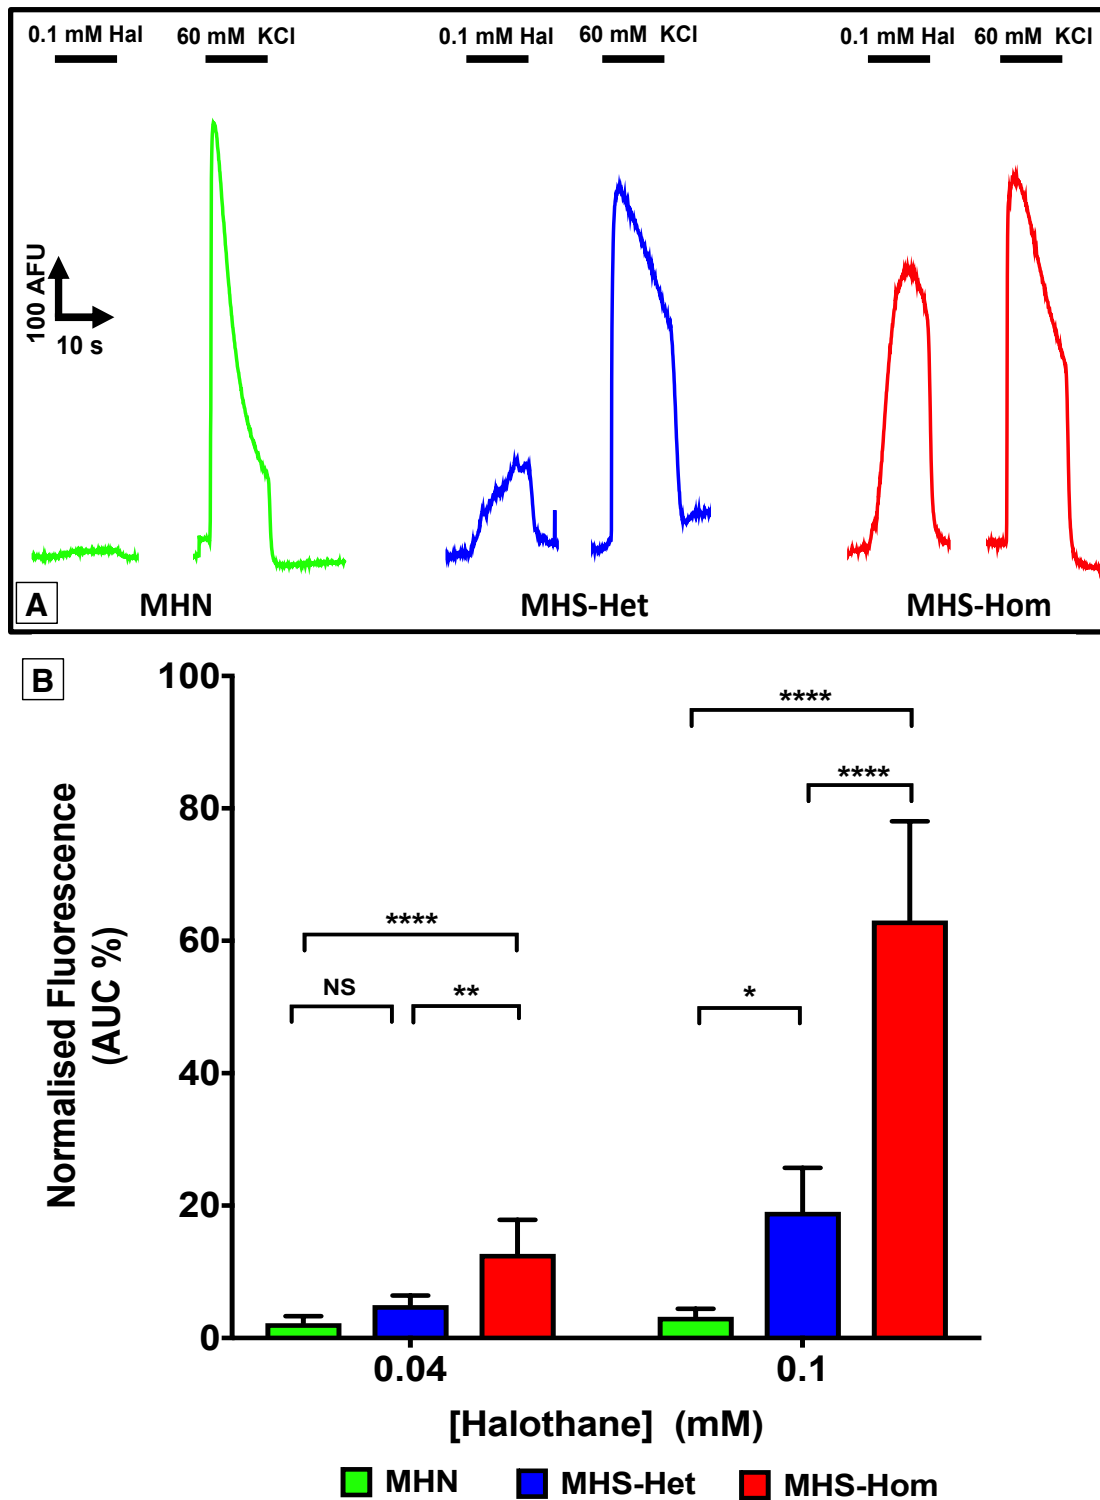 0.1 mM Hal 60 mM KCl 0.1 mM Hal 60 mM KCl 0.1 mM Hal 60 mM KCl
100 AFU
10 s
A MHN MHS-Het MHS-Hom
B
100
****
****
80
****
60
NS ** *
40
20
0
Normalised Fluorescence
(AUC %)
0.04 0.1
[Halothane] (mM)
MHN MHS-Het MHS-Hom